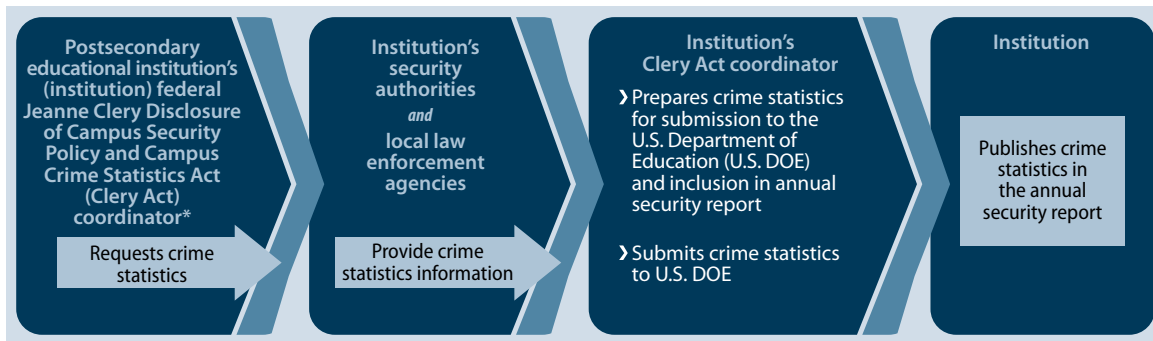 Postsecondary
educational institution's
(institution) federal
Jeanne Clery Disclosure
of Campus Security
Policy and Campus
Crime Statistics Act
(Clery Act)
coordinator*
Requests crime
statistics
Institution's
security
authorities
and
local law
enforcement
agencies
Provide crime
statistics information
Institution's
Clery Act coordinator
❯ Prepares crime statistics
for submission to the
U.S. Department of
Education (U.S. DOE)
and inclusion in annual
security report
❯ Submits crime statistics
to U.S. DOE
Institution
Publishes crime
statistics in
the annual
security report